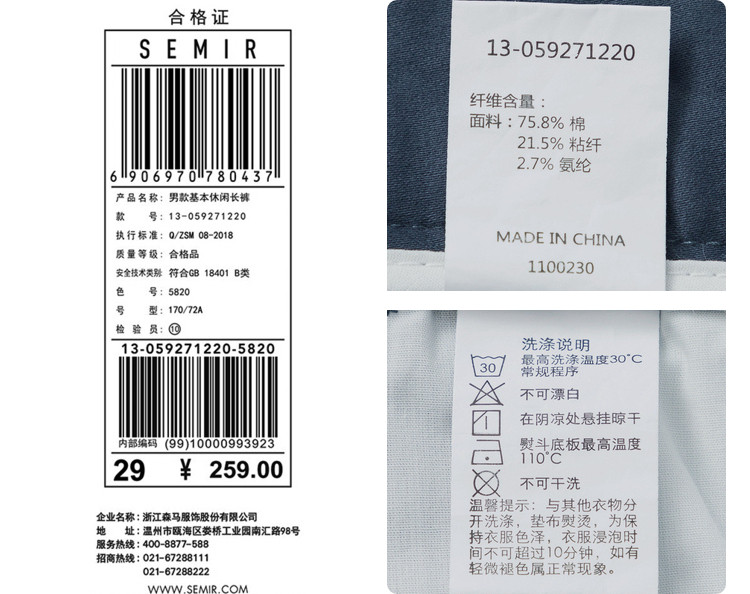 合格证
SEMIR
6 906970 780437
产品名称: 男款基本休闲长裤
款 号: 13-059271220
执行标准: Q/ZSM 08-2018
质量等级: 合格品
安全技术类别: 符合GB 18401 B类
色 号: 5820
号 型: 170/72A
检 验 员: ⑩
13-059271220-5820
内部编码 (99)10000993923
29 ¥ 259.00
企业名称: 浙江森马服饰股份有限公司
地 址: 温州市瓯海区娄桥工业园南汇路98号
服务热线: 400-8877-588
招商热线: 021-67288111
021-67288222
WWW.SEMIR.COM
13-059271220
纤维含量:
面料: 75.8% 棉
21.5% 粘纤
2.7% 氨纶
MADE IN CHINA
1100230
洗涤说明
30 最高洗涤温度30°C
常规程序
不可漂白
在阴凉处悬挂晾干
熨斗底板最高温度
110°C
不可干洗
温馨提示: 与其他衣物分
开洗涤, 垫布熨烫, 为保
持衣服色泽, 衣服浸泡时
间不可超过10分钟, 如有
轻微褪色属正常现象。